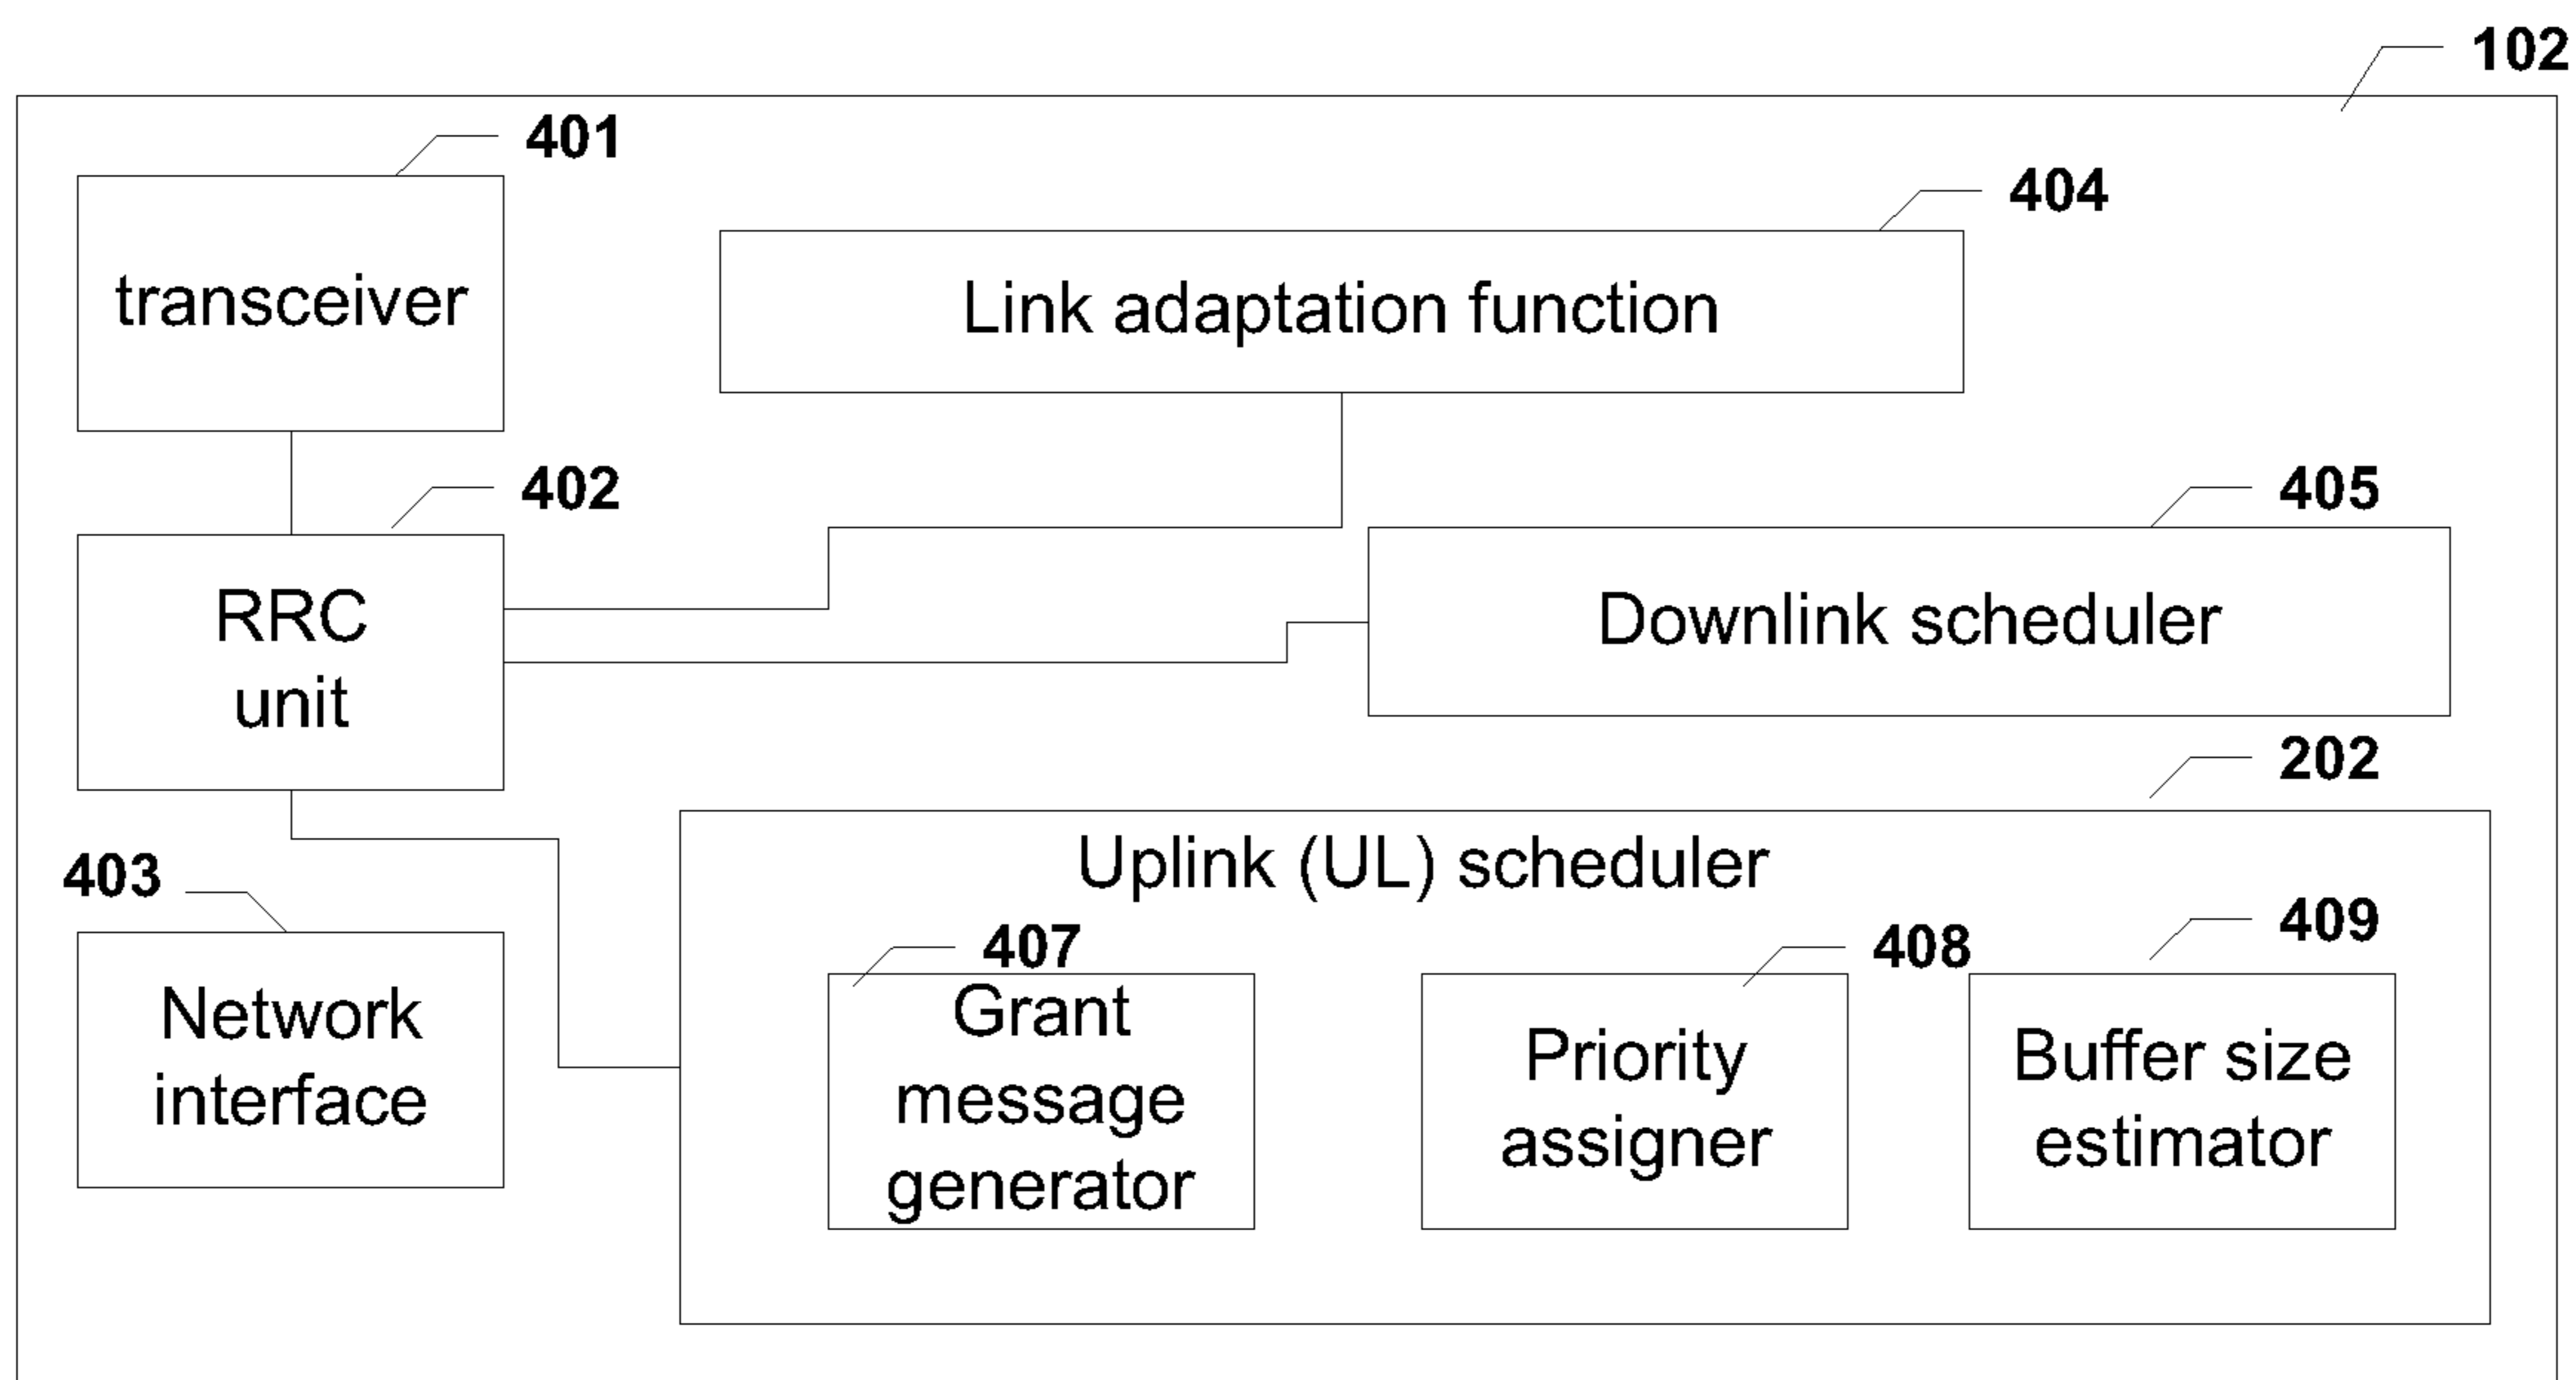 102
401
transceiver
404
Link adaptation function
402
RRC
unit
405
Downlink scheduler
202
Uplink (UL) scheduler
403
Network
interface
407
Grant
message
generator
408
Priority
assigner
409
Buffer size
estimator